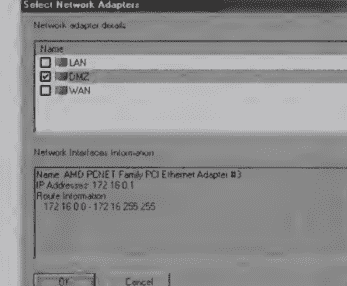 Select Network Adapters
Network adapter details
Name
LAN
DMZ
WAN
Network Interfaces Information
Name: AMD PCNET Family PCI Ethernet Adapter #3
IP Addresses: 172.16.0.1
Route Information
172.16.0.0 - 172.16.255.255
OK
Cancel